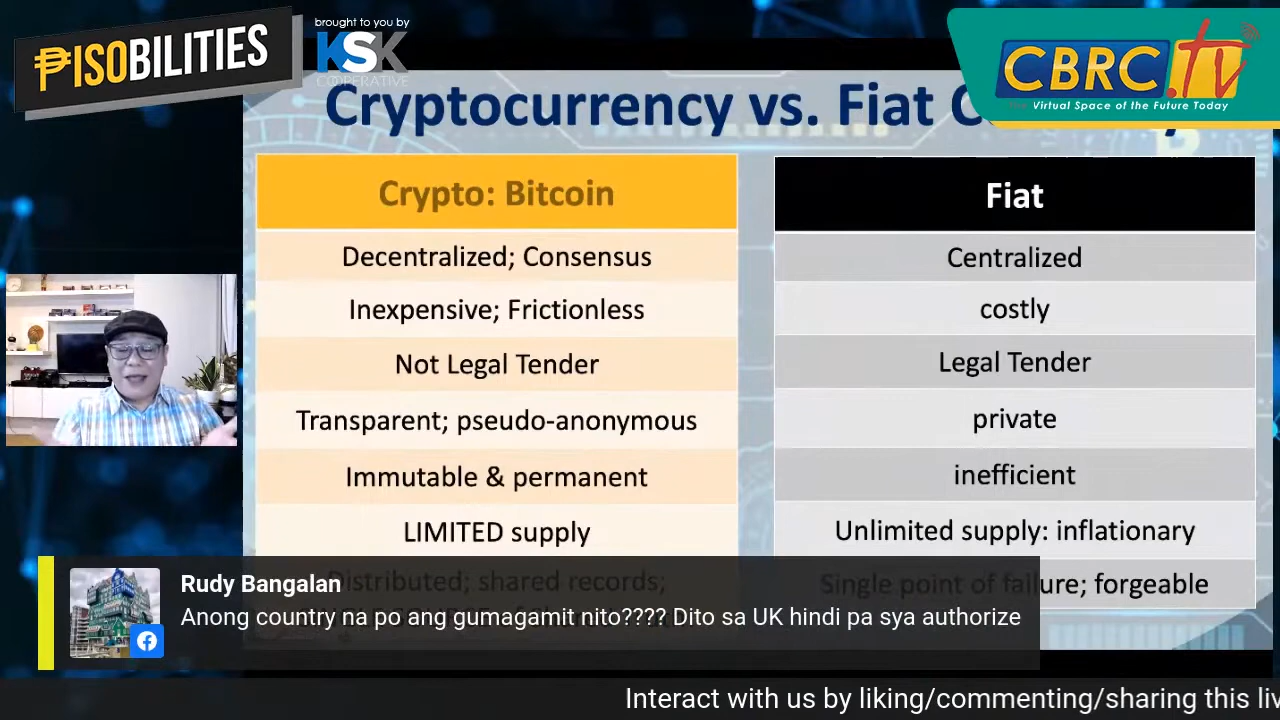 ₱ISOBILITIES
brought to you by
KSK
COOPERATIVE
CBRC.tv
The Virtual Space of the Future Today
Cryptocurrency vs. Fiat C
Crypto: Bitcoin
Fiat
Decentralized; Consensus
Centralized
Inexpensive; Frictionless
costly
Not Legal Tender
Legal Tender
Transparent; pseudo-anonymous
private
Immutable & permanent
inefficient
LIMITED supply
Unlimited supply: inflationary
Distributed; shared records;
Single point of failure; forgeable
Rudy Bangalan
Anong country na po ang gumagamit nito???? Dito sa UK hindi pa sya authorize
Interact with us by liking/commenting/sharing this liv